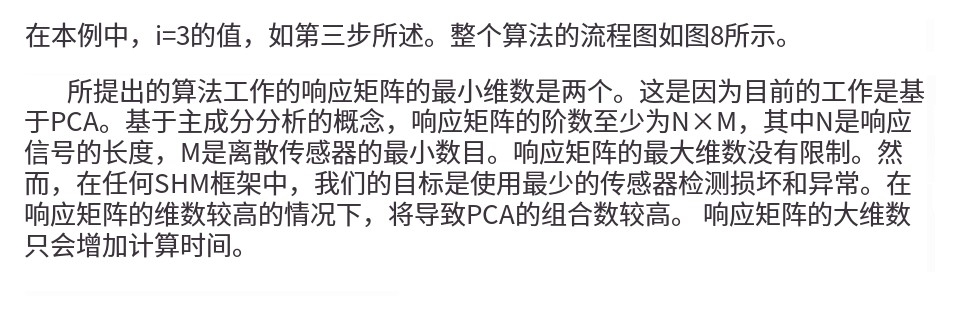 在本例中，i=3的值，如第三步所述。整个算法的流程图如图8所示。
所提出的算法工作的响应矩阵的最小维数是两个。这是因为目前的工作是基
于PCA。基于主成分分析的概念，响应矩阵的阶数至少为N×M，其中N是响应
信号的长度，M是离散传感器的最小数目。响应矩阵的最大维数没有限制。然
而，在任何SHM框架中，我们的目标是使用最少的传感器检测损坏和异常。在
响应矩阵的维数较高的情况下，将导致PCA的组合数较高。 响应矩阵的大维数
只会增加计算时间。